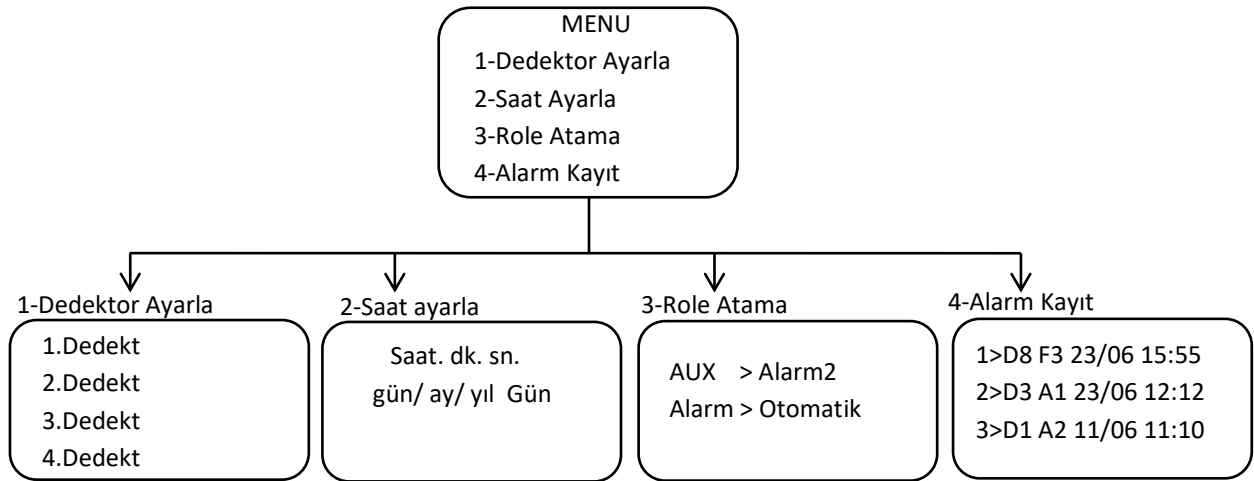 MENU
1-Dedektor Ayarla
2-Saat Ayarla
3-Role Atama
4-Alarm Kayıt
1-Dedektor Ayarla
1.Dedekt
2.Dedekt
3.Dedekt
4.Dedekt
2-Saat ayarla
Saat. dk. sn.
gün/ ay/ yıl Gün
3-Role Atama
AUX > Alarm2
Alarm > Otomatik
4-Alarm Kayıt
1>D8 F3 23/06 15:55
2>D3 A1 23/06 12:12
3>D1 A2 11/06 11:10